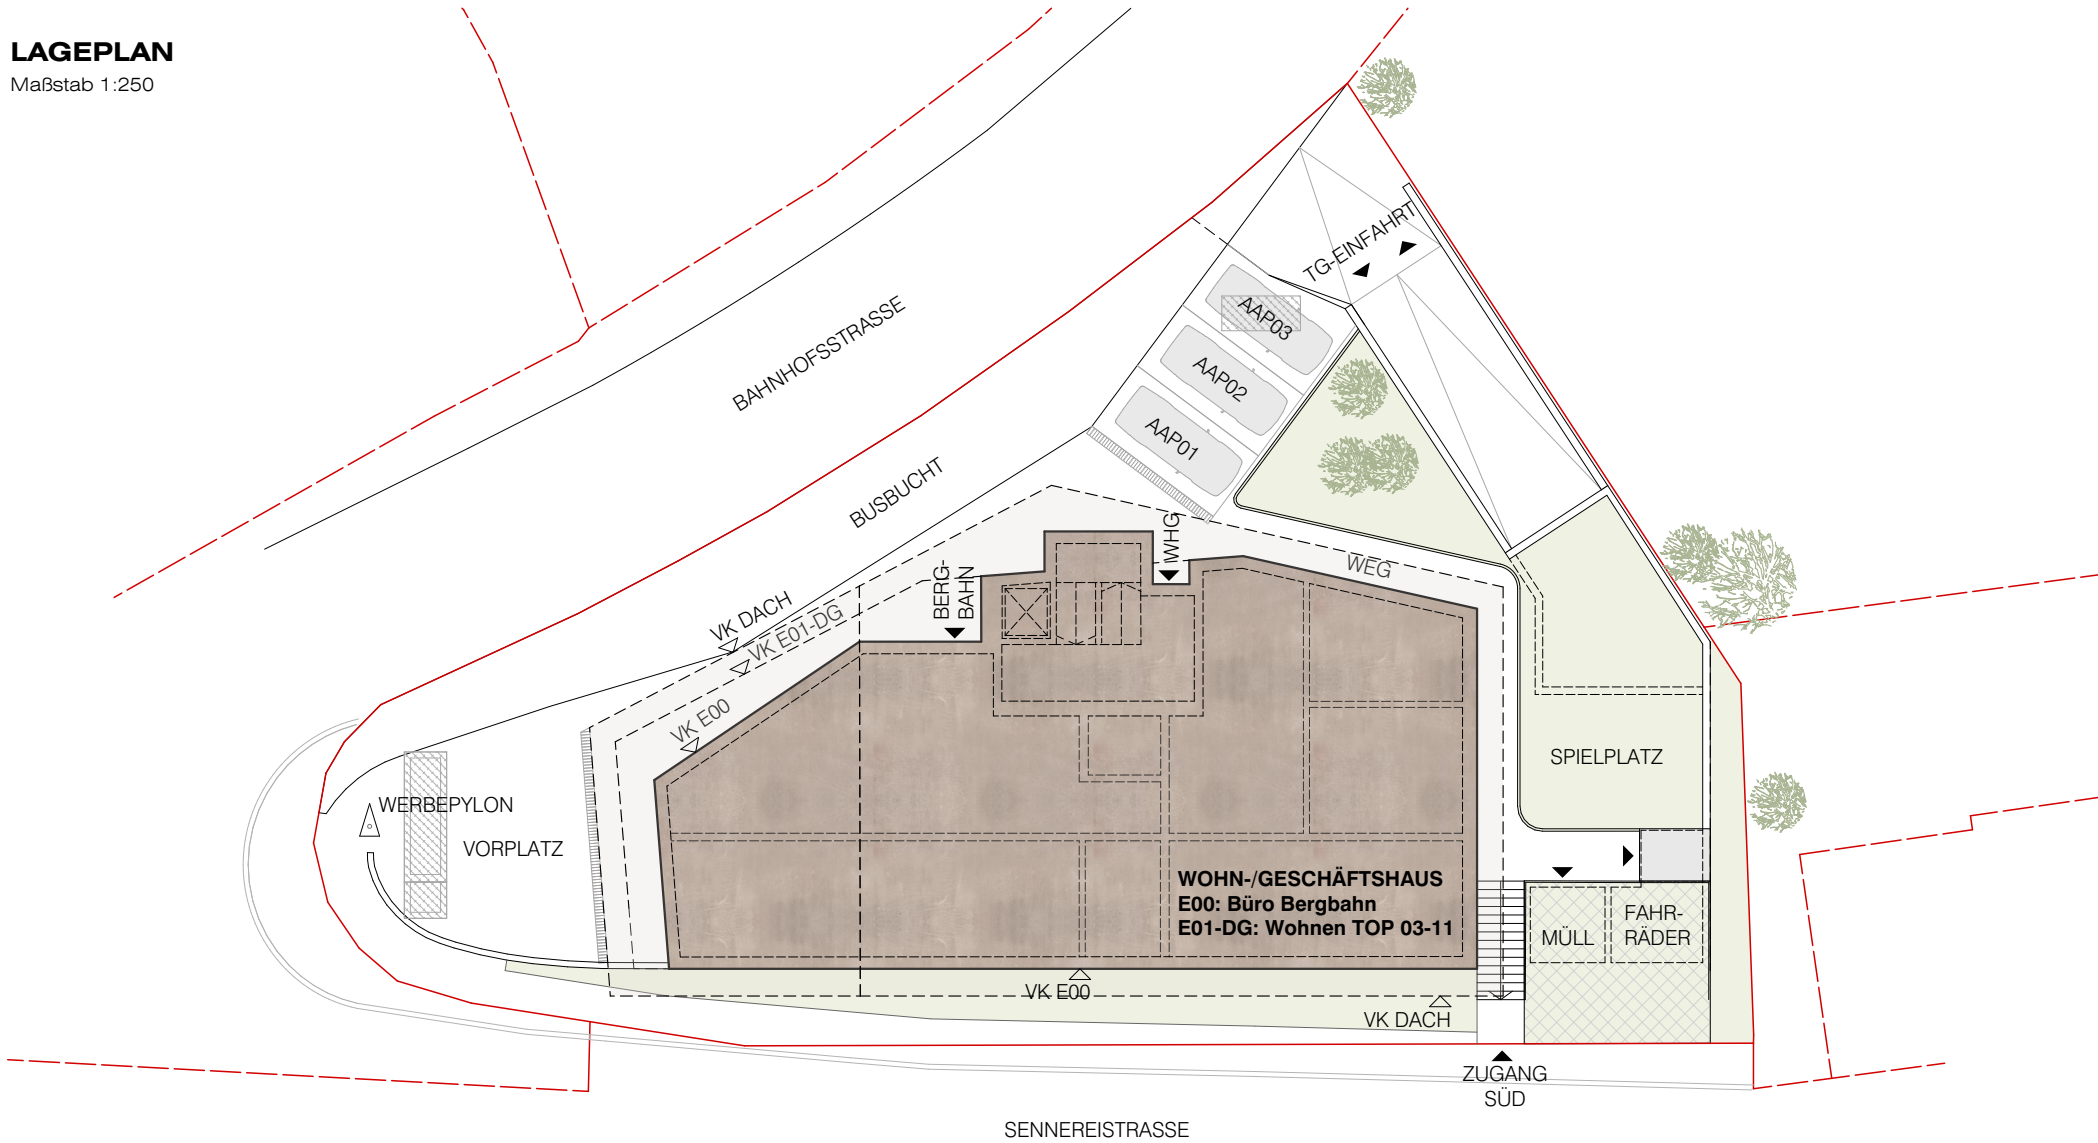 LAGEPLAN
Maßstab 1:250
TG-EINFAHRT
BAHNHOFSSTRASSE
AAP03
AAP02
AAP01
BUSBUCHT
WHG
WEG
BERG-
BAHN
VK DACH
VK E01-DG
VK E00
SPIELPLATZ
WERBEPYLON
VORPLATZ
WOHN-/GESCHÄFTSHAUS
E00: Büro Bergbahn
E01-DG: Wohnen TOP 03-11
MÜLL
FAHR-
RÄDER
VK E00
VK DACH
ZUGANG
SÜD
SENNEREISTRASSE